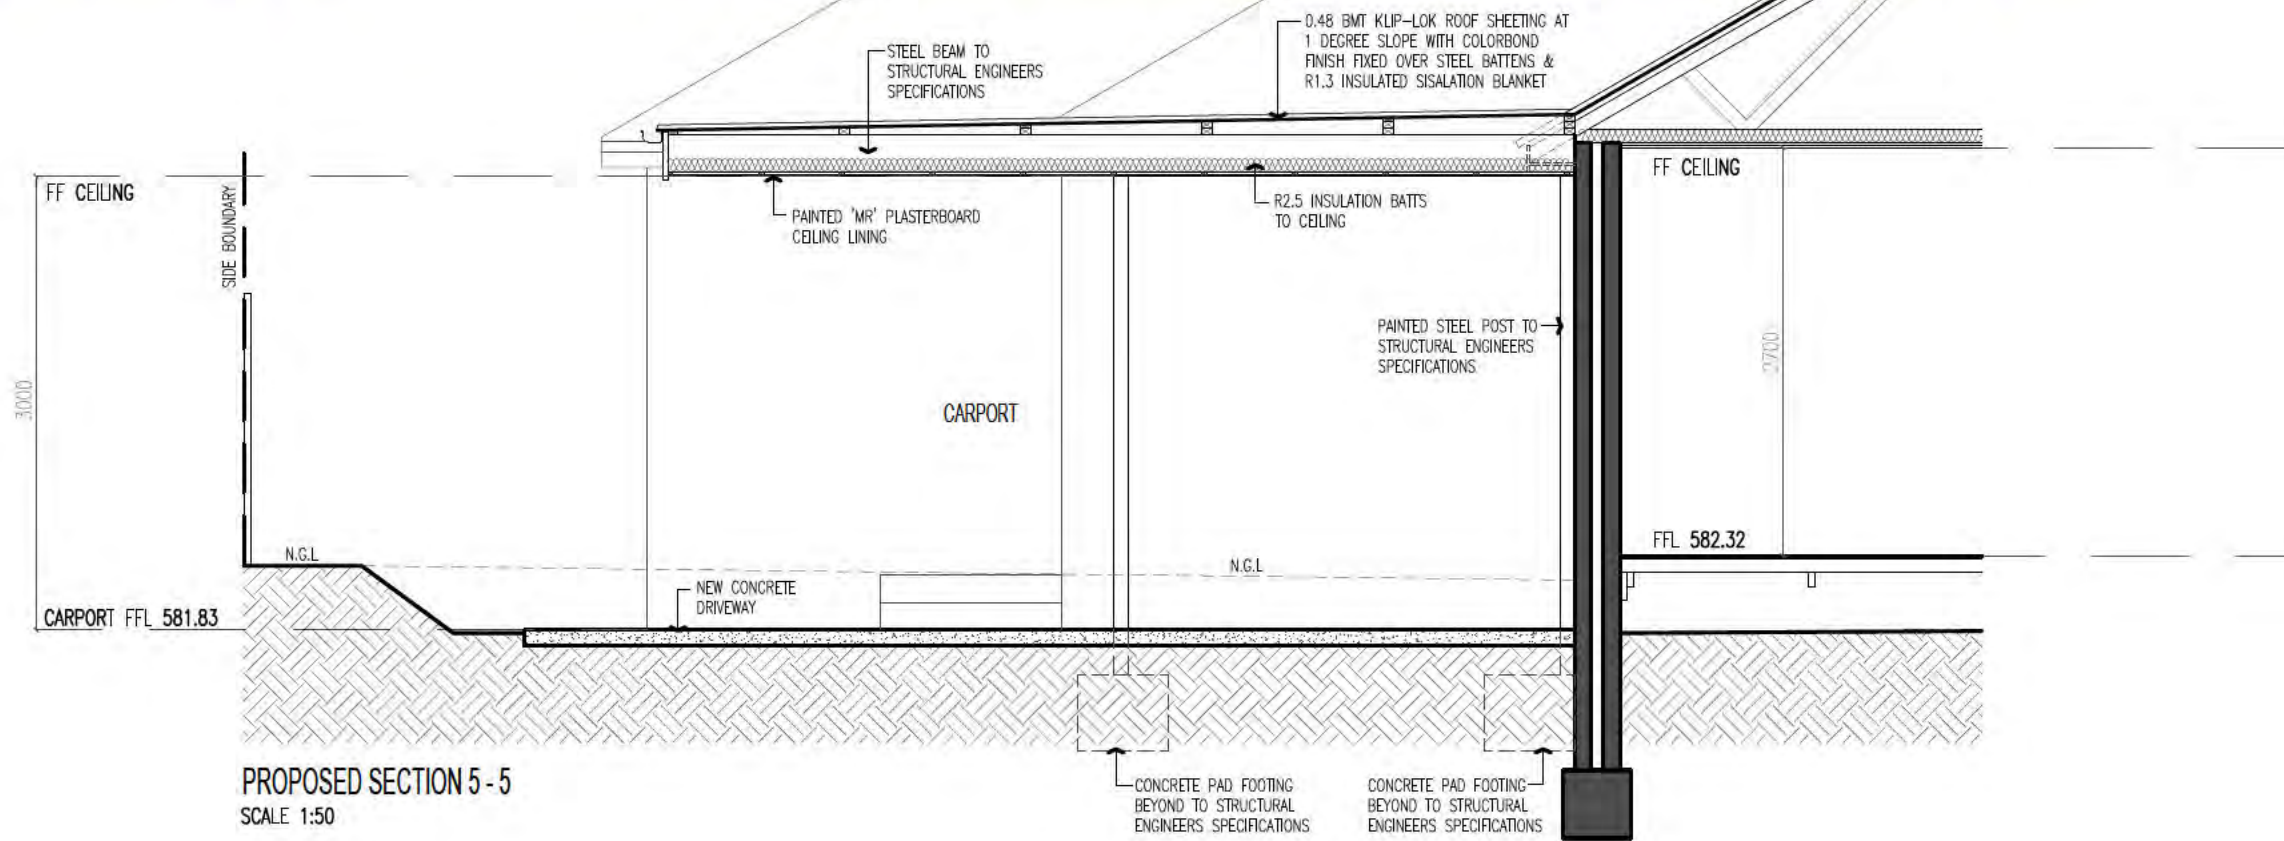 0.48 BMT KLIP-LOK ROOF SHEETING AT
1 DEGREE SLOPE WITH COLORBOND
FINISH FIXED OVER STEEL BATTENS &
R1.3 INSULATED SISALATION BLANKET
STEEL BEAM TO
STRUCTURAL ENGINEERS
SPECIFICATIONS
FF CEILING
SIDE BOUNDARY
PAINTED 'MR' PLASTERBOARD
CEILING LINING
R2.5 INSULATION BATTS
TO CEILING
FF CEILING
PAINTED STEEL POST TO
STRUCTURAL ENGINEERS
SPECIFICATIONS
2700
3000
CARPORT
N.G.L
N.G.L
FFL 582.32
NEW CONCRETE
DRIVEWAY
CARPORT FFL 581.83
PROPOSED SECTION 5 - 5
SCALE 1:50
CONCRETE PAD FOOTING
BEYOND TO STRUCTURAL
ENGINEERS SPECIFICATIONS
CONCRETE PAD FOOTING
BEYOND TO STRUCTURAL
ENGINEERS SPECIFICATIONS